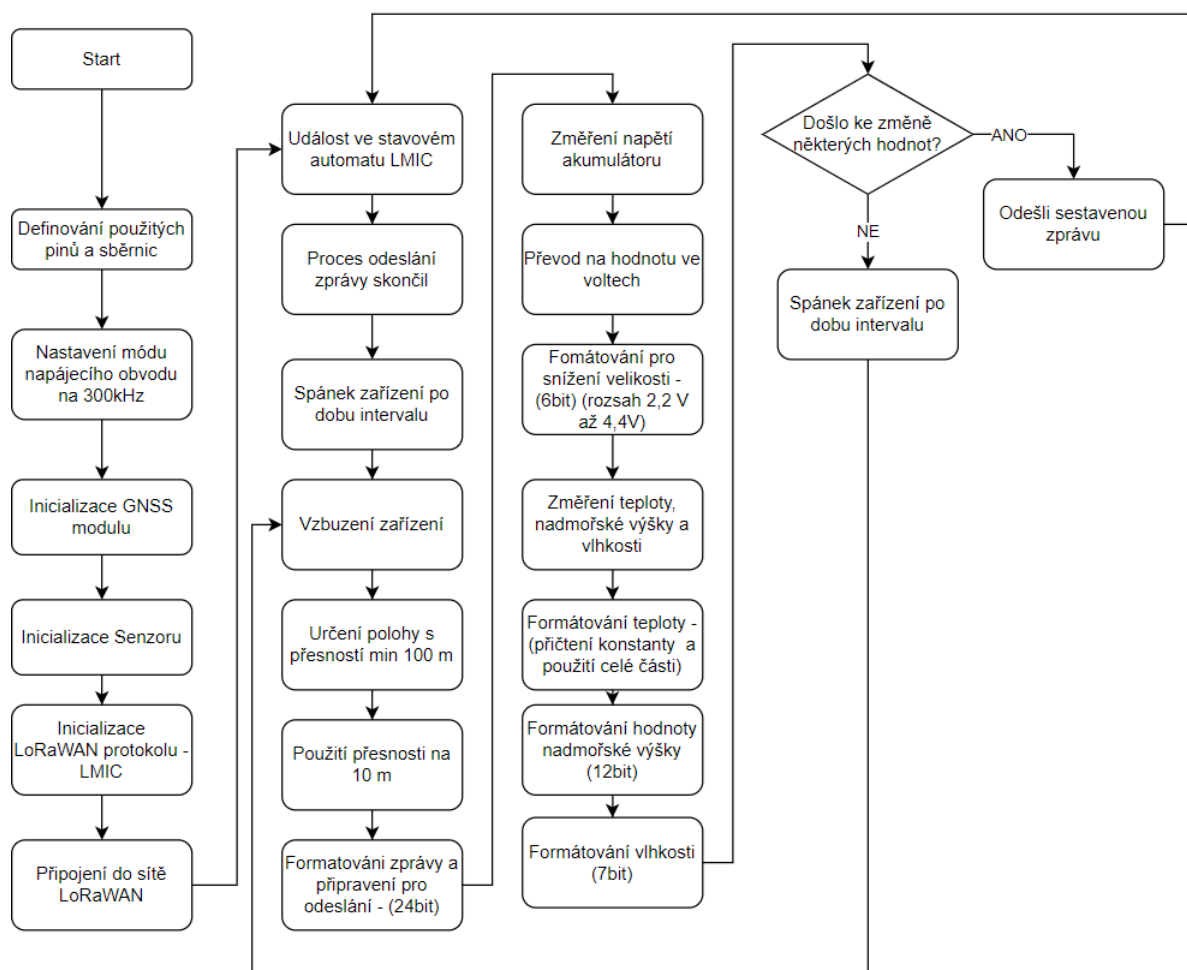 Start
Definování použitých
pinů a sběrnic
Nastavení módu
napájecího obvodu
na 300kHz
Inicializace GNSS
modulu
Inicializace Senzoru
Inicializace
LoRaWAN protokolu -
LMIC
Připojení do sítě
LoRaWAN
Událost ve stavovém
automatu LMIC
Proces odeslání
zprávy skončil
Spánek zařízení po
dobu intervalu
Vzbuzení zařízení
Určení polohy s
přesností min 100 m
Použití přesnosti na
10 m
Formatováni zprávy a
připravení pro
odeslání - (24bit)
Změření napětí
akumulátoru
Převod na hodnotu ve
voltech
Fomátování pro
snížení velikosti -
(6bit) (rozsah 2,2 V
až 4,4V)
Změření teploty,
nadmořské výšky a
vlhkosti
Formátování teploty -
(přičtení konstanty a
použití celé části)
Formátování hodnoty
nadmořské výšky
(12bit)
Formátování vlhkosti
(7bit)
Došlo ke změně
některých hodnot?
ANO
Odešli sestavenou
zprávu
NE
Spánek zařízení po
dobu intervalu